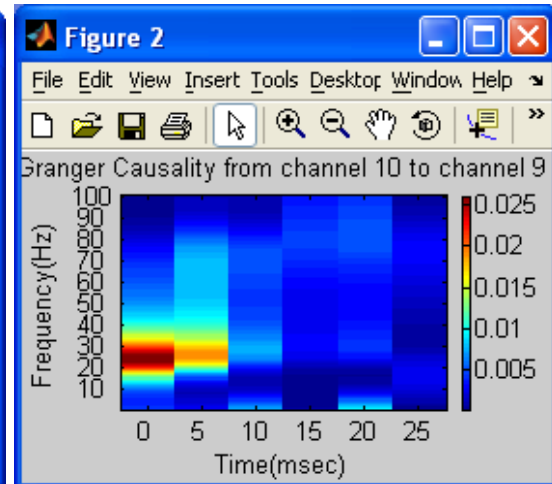 Figure 2
File Edit View Insert Tools Desktop Window Help
»
Granger Causality from channel 10 to channel 9
Frequency(Hz)
100
90
80
70
60
50
40
30
20
10
0 5 10 15 20 25
Time(msec)
0.025
0.02
0.015
0.01
0.005